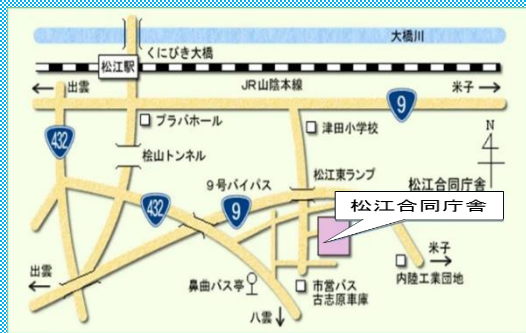 大橋川
くにびき大橋
松江駅
出雲
JR山陰本線
米子
9
プラバホール
津田小学校
N
432
桧山トンネル
松江東ランプ
9号バイパス
松江合同庁舎
432
9
松江合同庁舎
米子
出雲
鼻曲バス亭
市営バス
古志原車庫
内陸工業団地
八雲